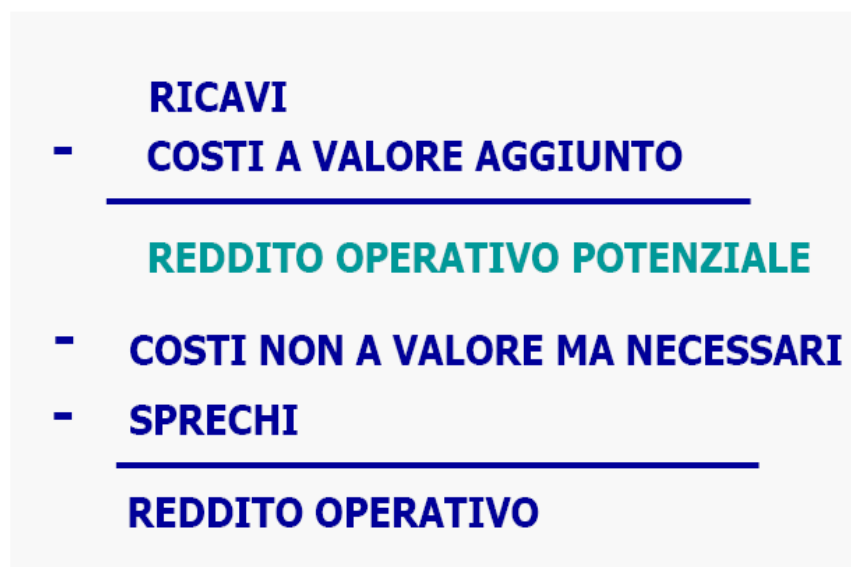 RICAVI
- COSTI A VALORE AGGIUNTO
REDDITO OPERATIVO POTENZIALE
- COSTI NON A VALORE MA NECESSARI
- SPRECHI
REDDITO OPERATIVO